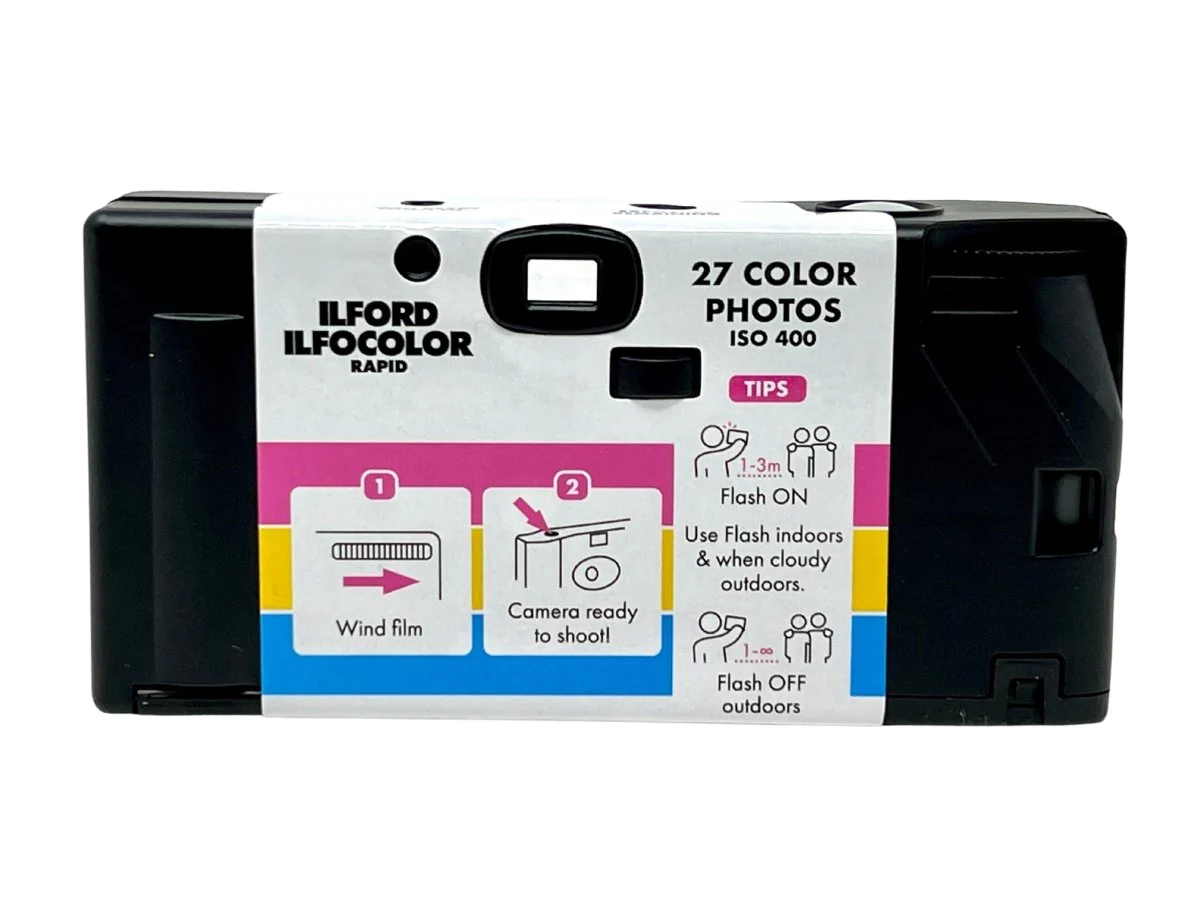 ILFORD
ILFOCOLOR
RAPID
27 COLOR
PHOTOS
ISO 400
TIPS
1-3m
Flash ON
Use Flash indoors
& when cloudy
outdoors.
1-∞
Flash OFF
outdoors
1
Wind film
2
Camera ready
to shoot!